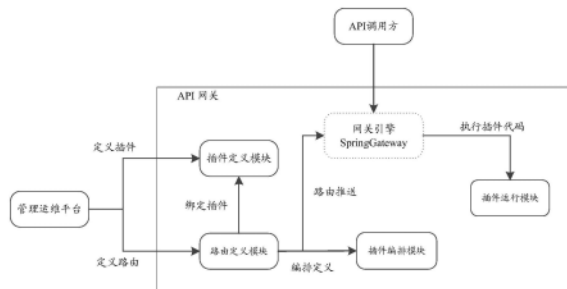 API调用方
API 网关
网关引擎
SpringGateway
执行插件代码
定义插件
插件定义模块
绑定插件
路由推送
插件运行模块
管理运维平台
定义路由
路由定义模块
编排定义
插件编排模块